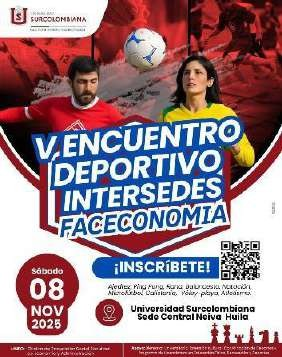 UNIVERSIDAD
SURCOLOMBIANA
V ENCUENTRO
DEPORTIVO
INTERSEDES
FACECONOMIA
¡INSCRÍBETE!
Ajedrez, Ping Pong, Rana, Baloncesto, Natación,
Microfútbol, Calistenia, Voley-playa, Atletismo.
Sábado
08
NOV
2025
Universidad Surcolombiana
Sede Central Neiva Huila